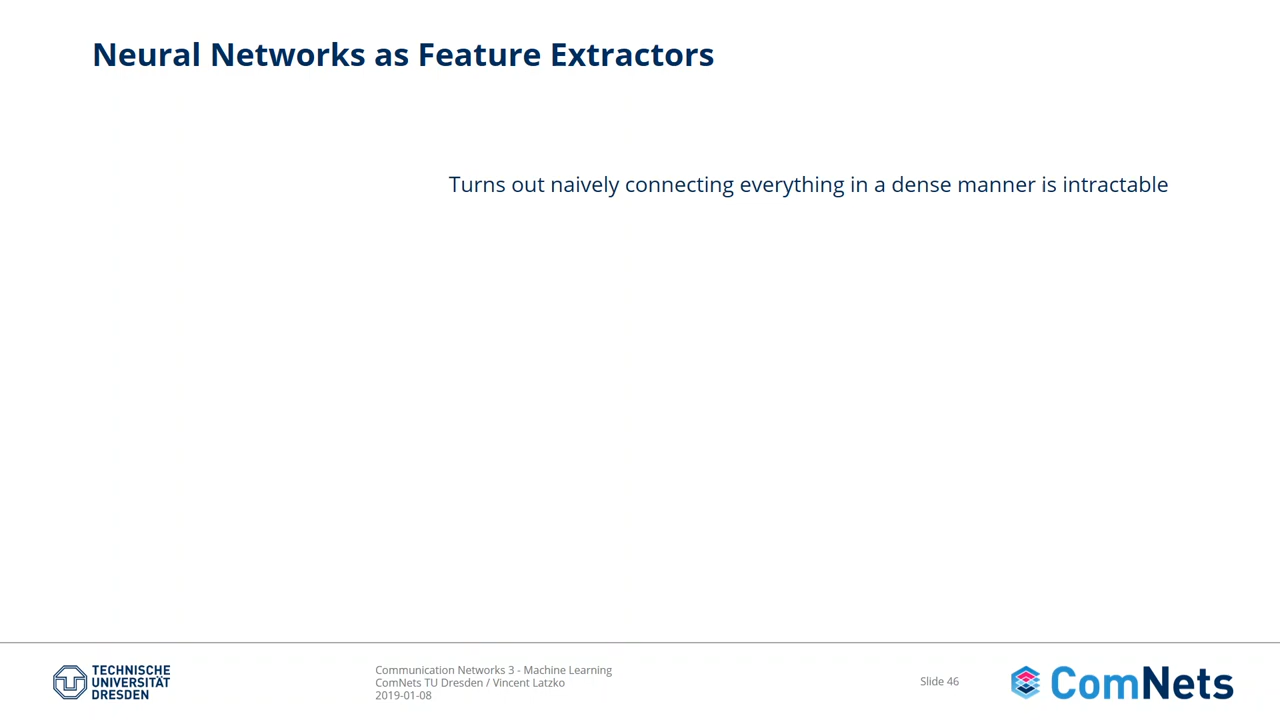 Neural Networks as Feature Extractors
Turns out naively connecting everything in a dense manner is intractable
TECHNISCHE
UNIVERSITÄT
DRESDEN
Communication Networks 3 - Machine Learning
ComNets TU Dresden / Vincent Latzko
2019-01-08
Slide 46
ComNets